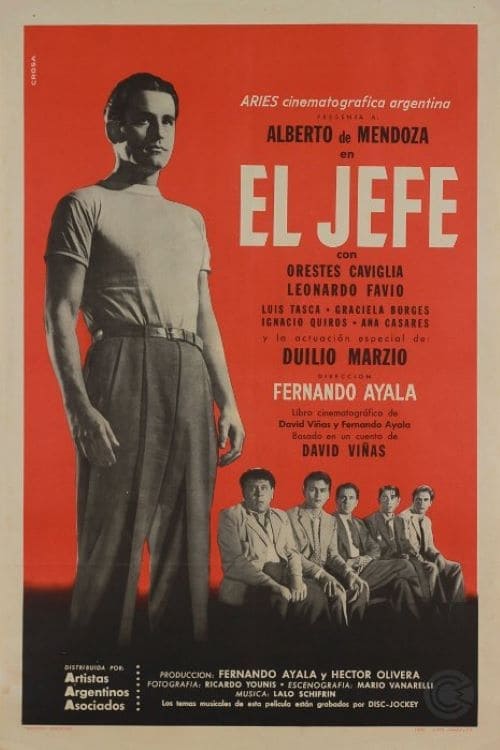 CROSA
ARIES cinematografica argentina
PRESENTA A:
ALBERTO de MENDOZA
en
EL JEFE
con
ORESTES CAVIGLIA
LEONARDO FAVIO
LUIS TASCA • GRACIELA BORGES
IGNACIO QUIROS • ANA CASARES
y la actuación especial de:
DUILIO MARZIO
DIRECCION
FERNANDO AYALA
Libro cinematográfico de
David Viñas y Fernando Ayala
Basado en un cuento de
DAVID VIÑAS
DISTRIBUIDA POR:
Artistas
Argentinos
Asociados
PRODUCCION: FERNANDO AYALA y HECTOR OLIVERA
FOTOGRAFIA: RICARDO YOUNIS - ESCENOGRAFIA: MARIO VANARELLI
MUSICA: LALO SCHIFRIN
Los temas musicales de esta película están grabados por DISC-JOCKEY